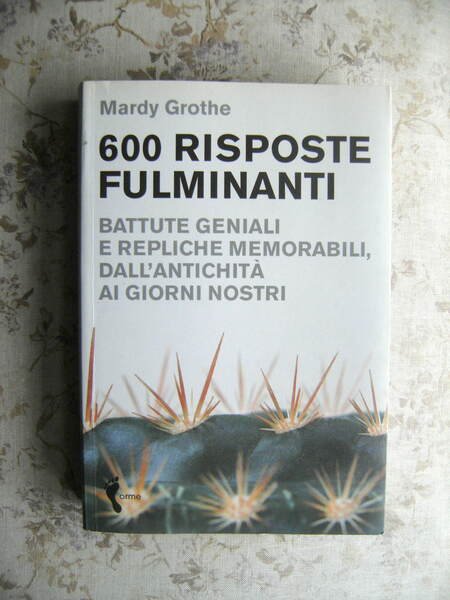 Mardy Grothe
600 RISPOSTE
FULMINANTI
BATTUTE GENIALI
E REPLICHE MEMORABILI,
DALL'ANTICHITÀ
AI GIORNI NOSTRI
orme